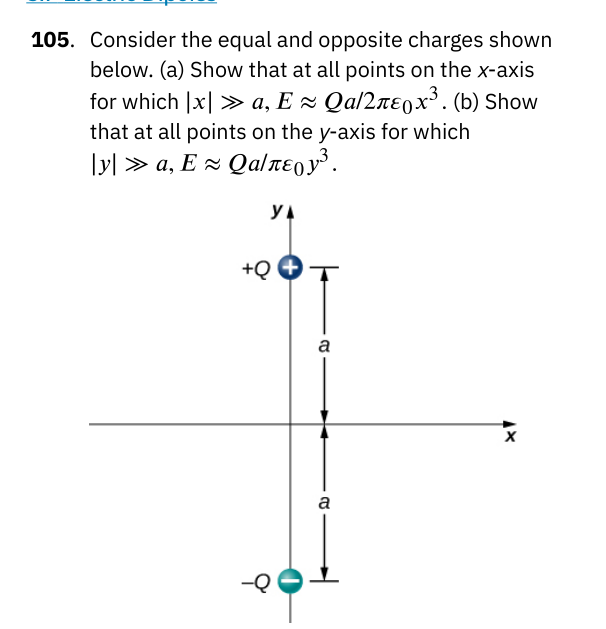 105. Consider the equal and opposite charges shown
below. (a) Show that at all points on the x-axis
for which |x| ≫ a, E ≈ Qa/2πε₀x³. (b) Show
that at all points on the y-axis for which
|y| ≫ a, E ≈ Qa/πε₀y³.
y
+Q +
a
x
a
–Q −